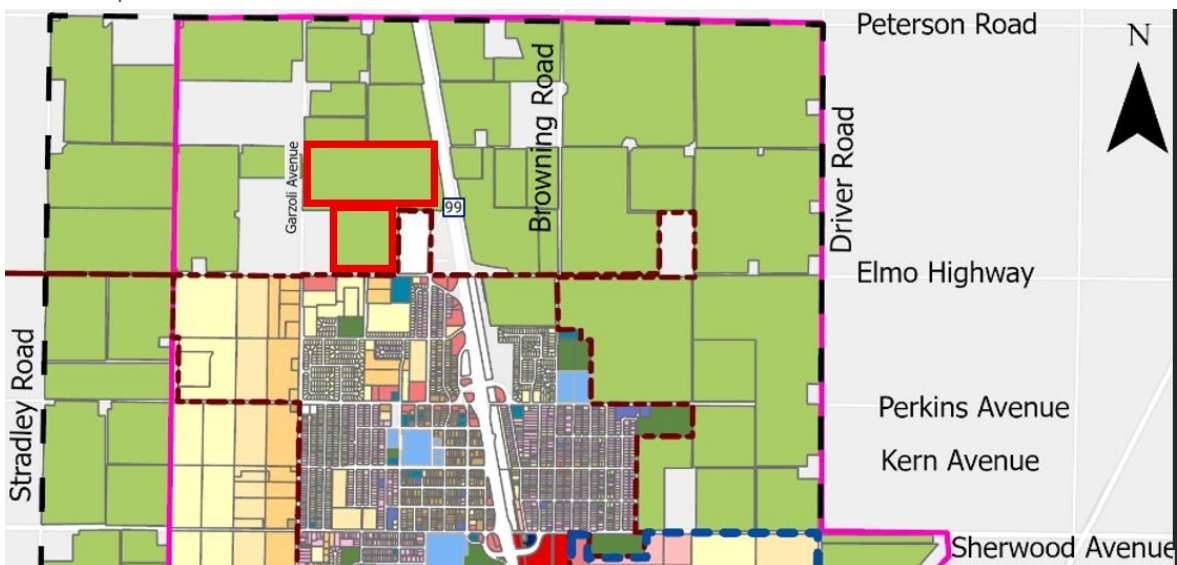 Peterson Road
N
Browning Road
Driver Road
Garzoli Avenue
99
Elmo Highway
Stradley Road
Perkins Avenue
Kern Avenue
Sherwood Avenue